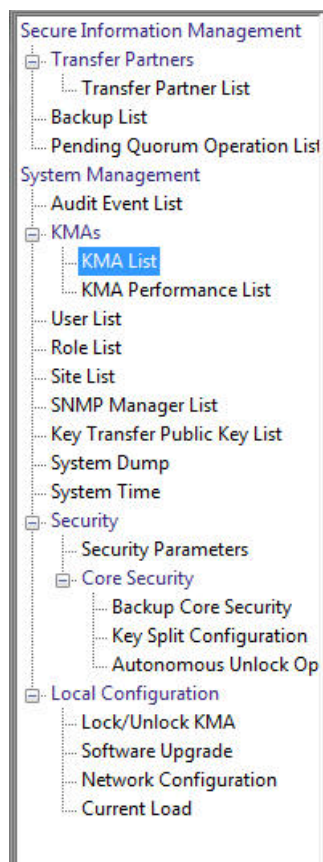 Secure Information Management
Transfer Partners
Transfer Partner List
Backup List
Pending Quorum Operation List
System Management
Audit Event List
KMAs
KMA List
KMA Performance List
User List
Role List
Site List
SNMP Manager List
Key Transfer Public Key List
System Dump
System Time
Security
Security Parameters
Core Security
Backup Core Security
Key Split Configuration
Autonomous Unlock Op
Local Configuration
Lock/Unlock KMA
Software Upgrade
Network Configuration
Current Load